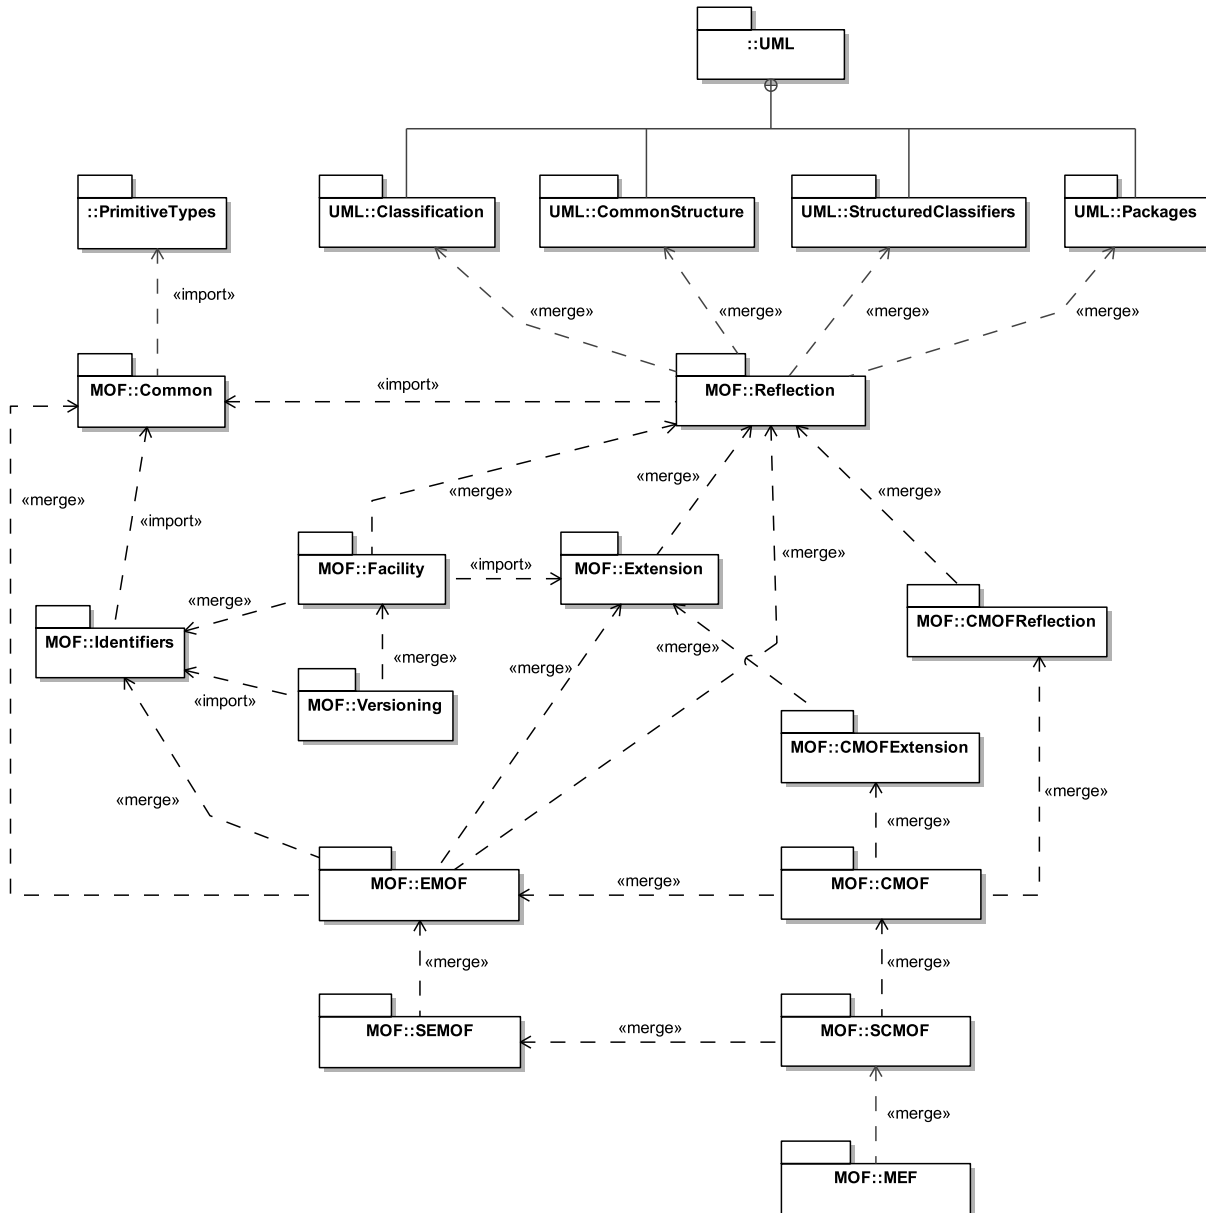 ::UML
::PrimitiveTypes
UML::Classification
UML::CommonStructure
UML::StructuredClassifiers
UML::Packages
«import»
«merge»
«merge»
«merge»
«merge»
MOF::Common
«import»
MOF::Reflection
«merge»
«import»
«merge»
«merge»
«merge»
«merge»
MOF::Facility
«import»
MOF::Extension
«merge»
MOF::Identifiers
MOF::CMOFReflection
«merge»
«merge»
«merge»
«import»
MOF::Versioning
MOF::CMOFExtension
«merge»
«merge»
«merge»
MOF::EMOF
«merge»
MOF::CMOF
«merge»
«merge»
MOF::SEMOF
«merge»
MOF::SCMOF
«merge»
MOF::MEF